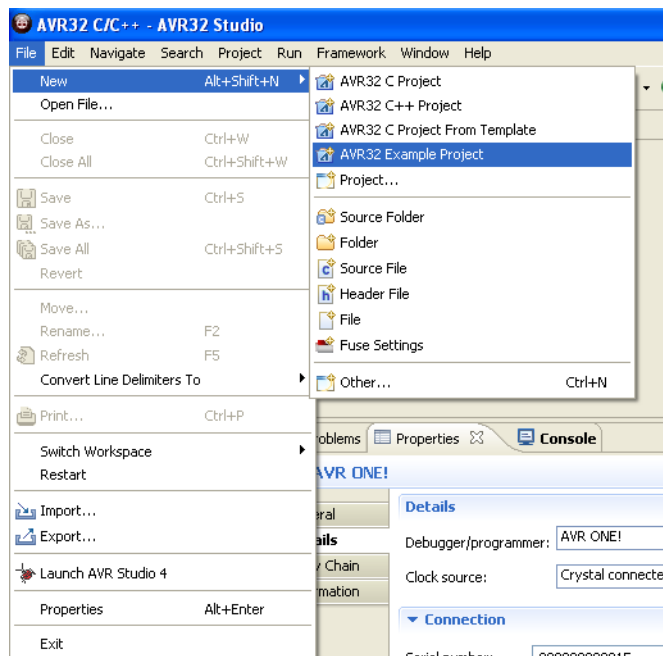 AVR32 C/C++ - AVR32 Studio
File Edit Navigate Search Project Run Framework Window Help
New Alt+Shift+N
Open File...
Close Ctrl+W
Close All Ctrl+Shift+W
Save Ctrl+S
Save As...
Save All Ctrl+Shift+S
Revert
Move...
Rename... F2
Refresh F5
Convert Line Delimiters To
Print... Ctrl+P
Switch Workspace
Restart
Import...
Export...
Launch AVR Studio 4
Properties Alt+Enter
Exit
AVR32 C Project
AVR32 C++ Project
AVR32 C Project From Template
AVR32 Example Project
Project...
Source Folder
Folder
Source File
Header File
File
Fuse Settings
Other... Ctrl+N
roblems Properties Console
AVR ONE!
eral
ails
Chain
mation
Details
Debugger/programmer: AVR ONE!
Clock source: Crystal connecte
Connection